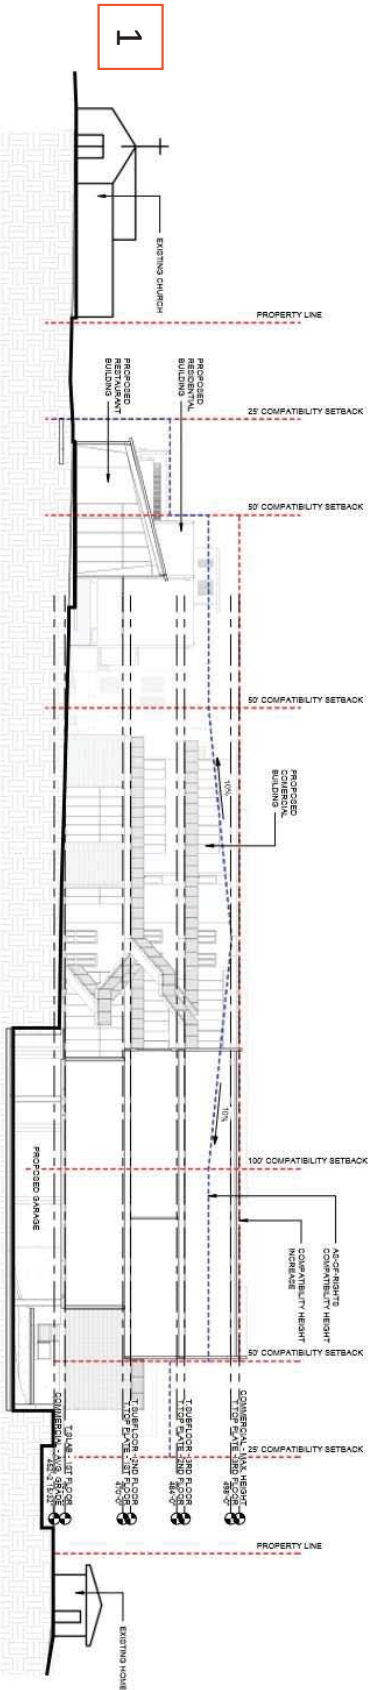 1
EXISTING CHURCH
PROPERTY LINE
PROPOSED
RESIDENTIAL
BUILDING
PROPOSED
RESTAURANT
BUILDING
25' COMPATIBILITY SETBACK
50' COMPATIBILITY SETBACK
50' COMPATIBILITY SETBACK
PROPOSED
COMERCIAL
BUILDING
10%
10%
100' COMPATIBILITY SETBACK
PROPOSED GARAGE
AS-OF-RIGHTS
COMPATIBILITY HEIGHT
COMPATIBILITY HEIGHT
INCREASE
50' COMPATIBILITY SETBACK
COMMERCIAL - MAX. HEIGHT
T.TOP PLATE -3RD FLOOR
T.SUBFLOOR -3RD FLOOR
T.TOP PLATE -2ND FLOOR
T.SUBFLOOR -2ND FLOOR
T.TOP PLATE -1ST FLOOR
T.SLAB - 1ST FLOOR
COMMERCIAL - AVG. GRADE
25' COMPATIBILITY SETBACK
PROPERTY LINE
EXISTING HOME